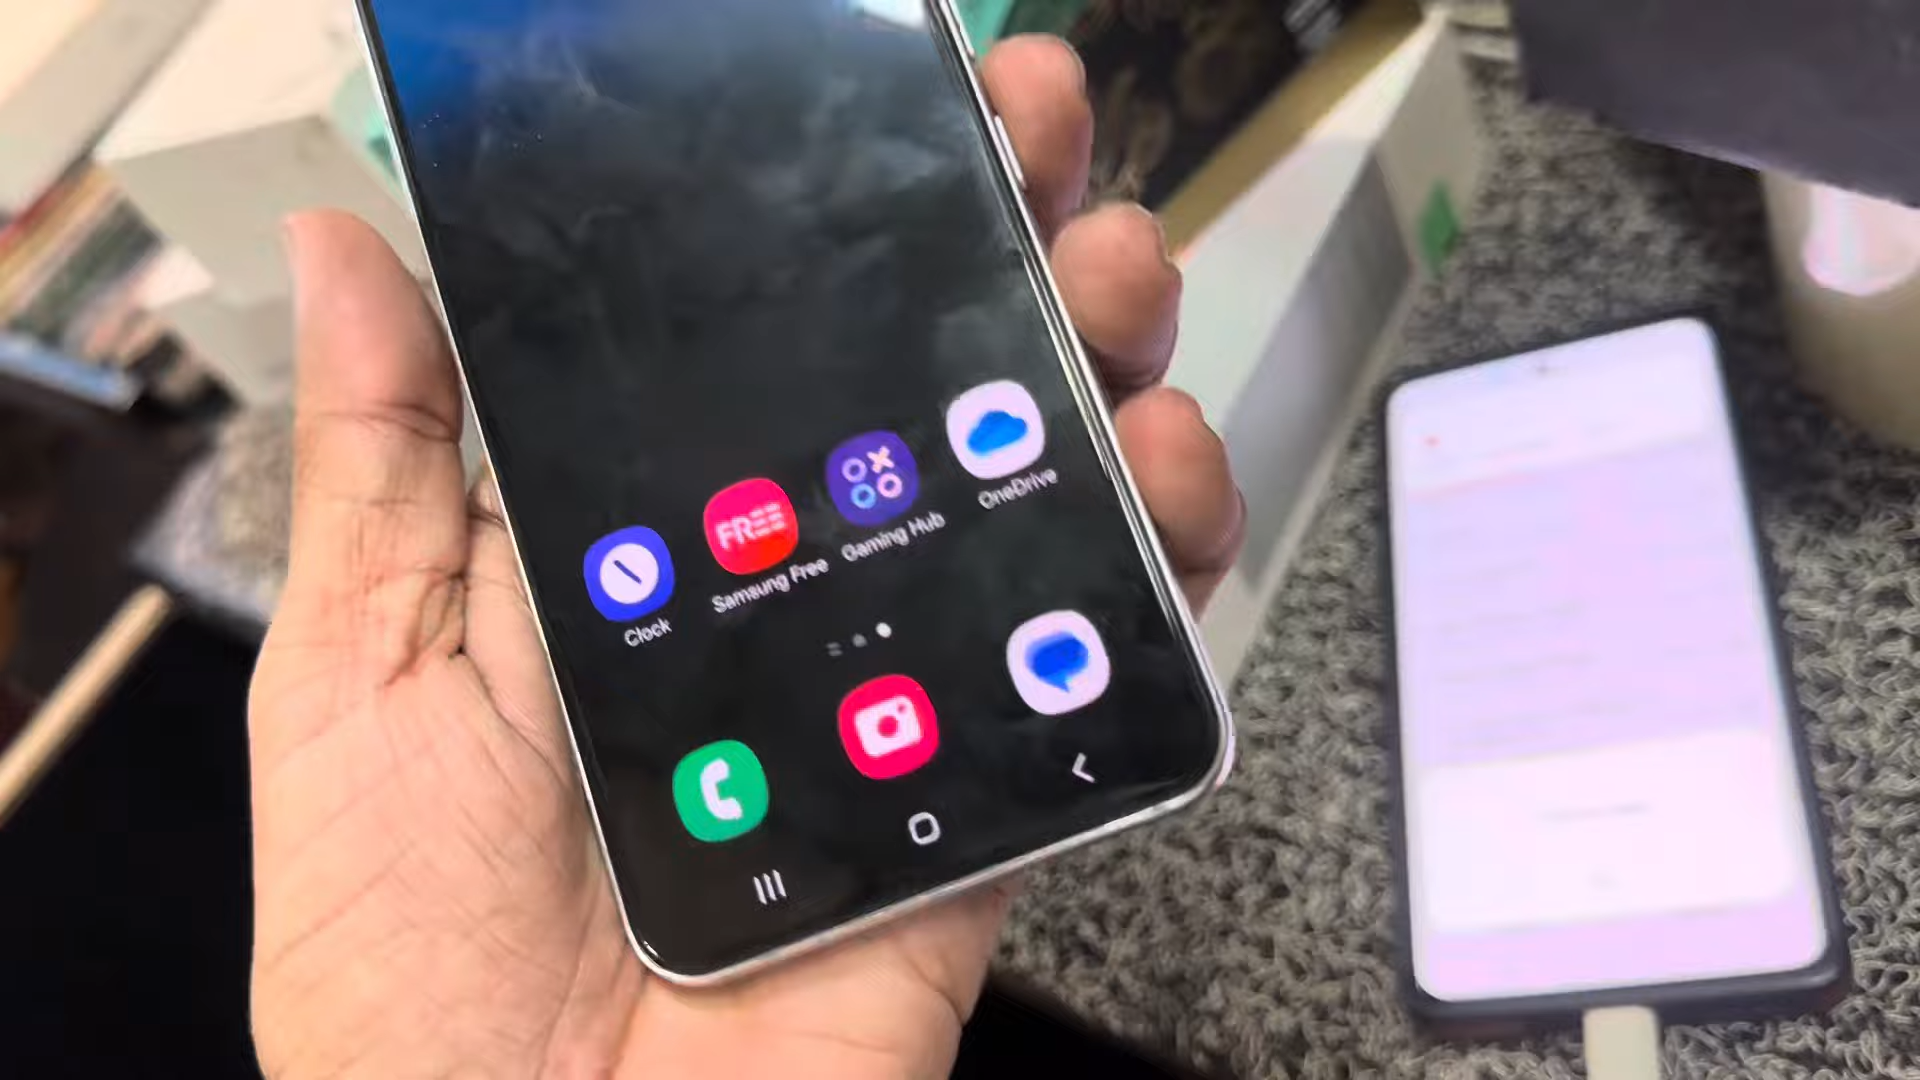 OneDrive
Gaming Hub
FREE
Samsung Free
Clock